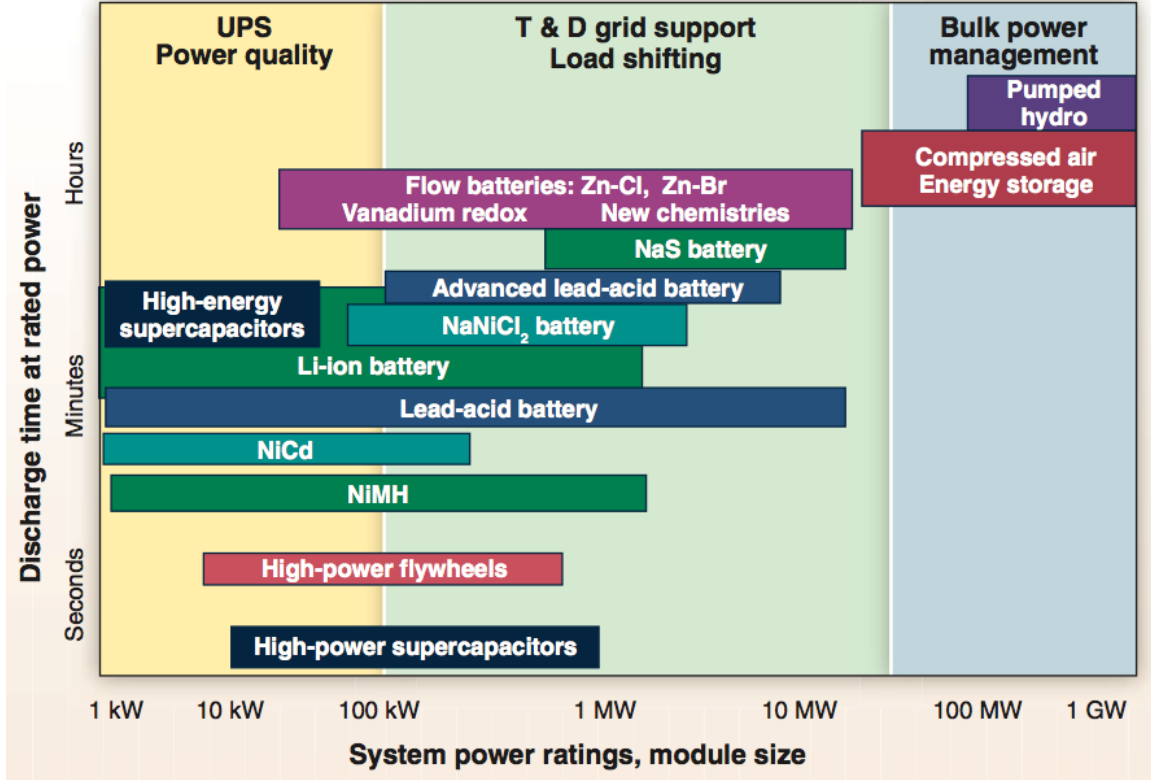 UPS
Power quality
T & D grid support
Load shifting
Bulk power
management
Pumped
hydro
Compressed air
Energy storage
Flow batteries: Zn-Cl, Zn-Br
Vanadium redox New chemistries
NaS battery
Advanced lead-acid battery
High-energy
supercapacitors
NaNiCl₂ battery
Li-ion battery
Lead-acid battery
NiCd
NiMH
High-power flywheels
High-power supercapacitors
Discharge time at rated power
Hours
Minutes
Seconds
1 kW 10 kW 100 kW 1 MW 10 MW 100 MW 1 GW
System power ratings, module size